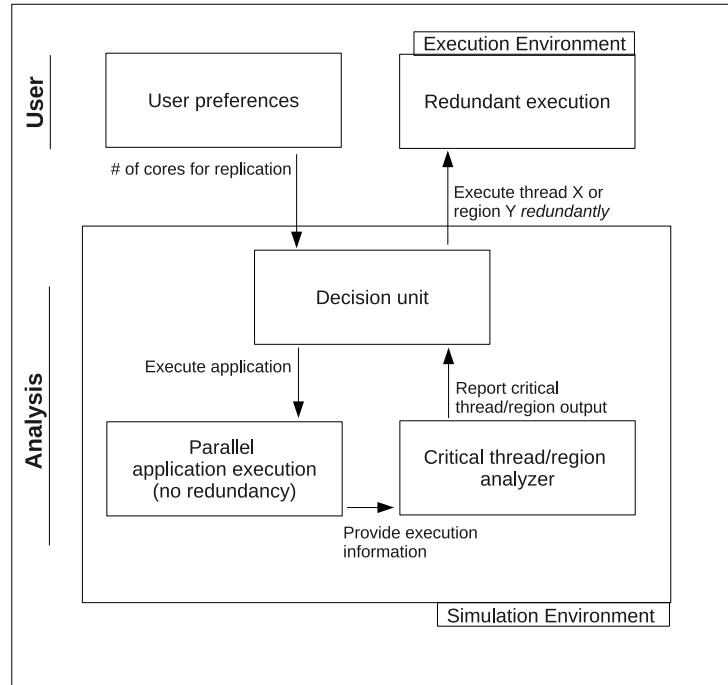 Execution Environment
User
User preferences
Redundant execution
# of cores for replication
Execute thread X or
region Y redundantly
Analysis
Decision unit
Execute application
Report critical
thread/region output
Parallel
application execution
(no redundancy)
Critical thread/region
analyzer
Provide execution
information
Simulation Environment